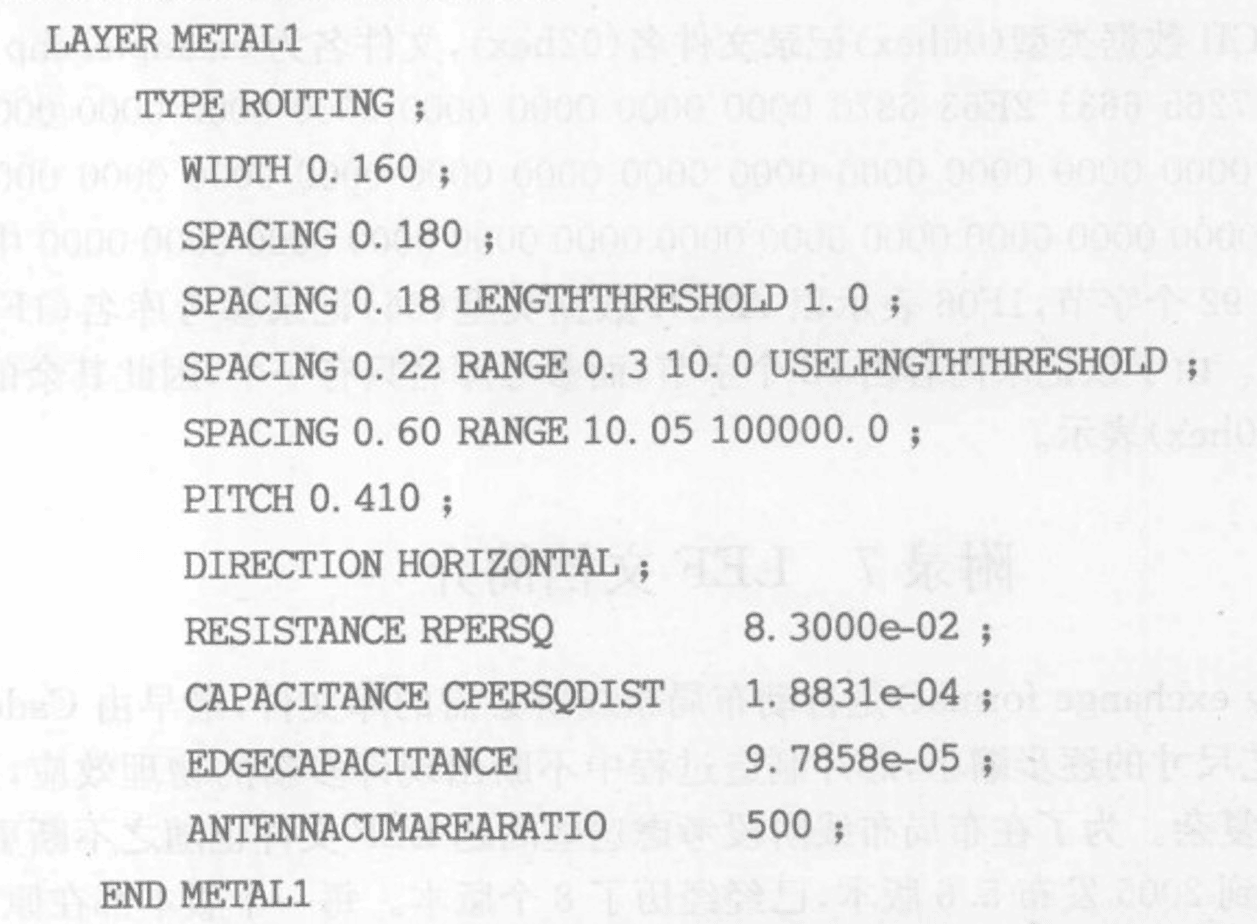 LAYER METAL1
TYPE ROUTING ;
WIDTH 0.160 ;
SPACING 0.180 ;
SPACING 0.18 LENGTHTHRESHOLD 1.0 ;
SPACING 0.22 RANGE 0.3 10.0 USELENGTHTHRESHOLD ;
SPACING 0.60 RANGE 10.05 100000.0 ;
PITCH 0.410 ;
DIRECTION HORIZONTAL ;
RESISTANCE RPERSQ 8.3000e-02 ;
CAPACITANCE CPERSQDIST 1.8831e-04 ;
EDGECAPACITANCE 9.7858e-05 ;
ANTENNACUMAREARATIO 500 ;
END METAL1